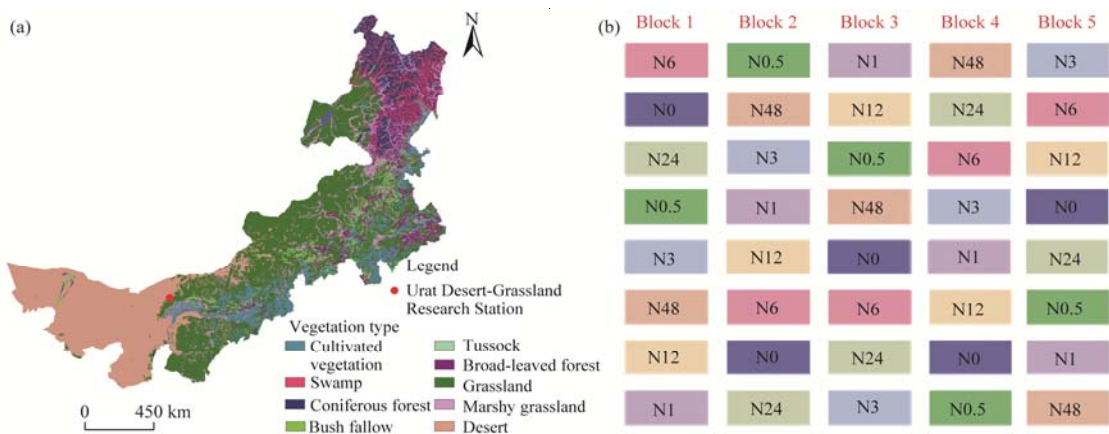 (a)
N
Legend
Urat Desert-Grassland
Research Station
Vegetation type
Cultivated
vegetation
Swamp
Coniferous forest
Bush fallow
Tussock
Broad-leaved forest
Grassland
Marshy grassland
Desert
0 450 km
(b)
Block 1 Block 2 Block 3 Block 4 Block 5
N6 N0.5 N1 N48 N3
N0 N48 N12 N24 N6
N24 N3 N0.5 N6 N12
N0.5 N1 N48 N3 N0
N3 N12 N0 N1 N24
N48 N6 N6 N12 N0.5
N12 N0 N24 N0 N1
N1 N24 N3 N0.5 N48